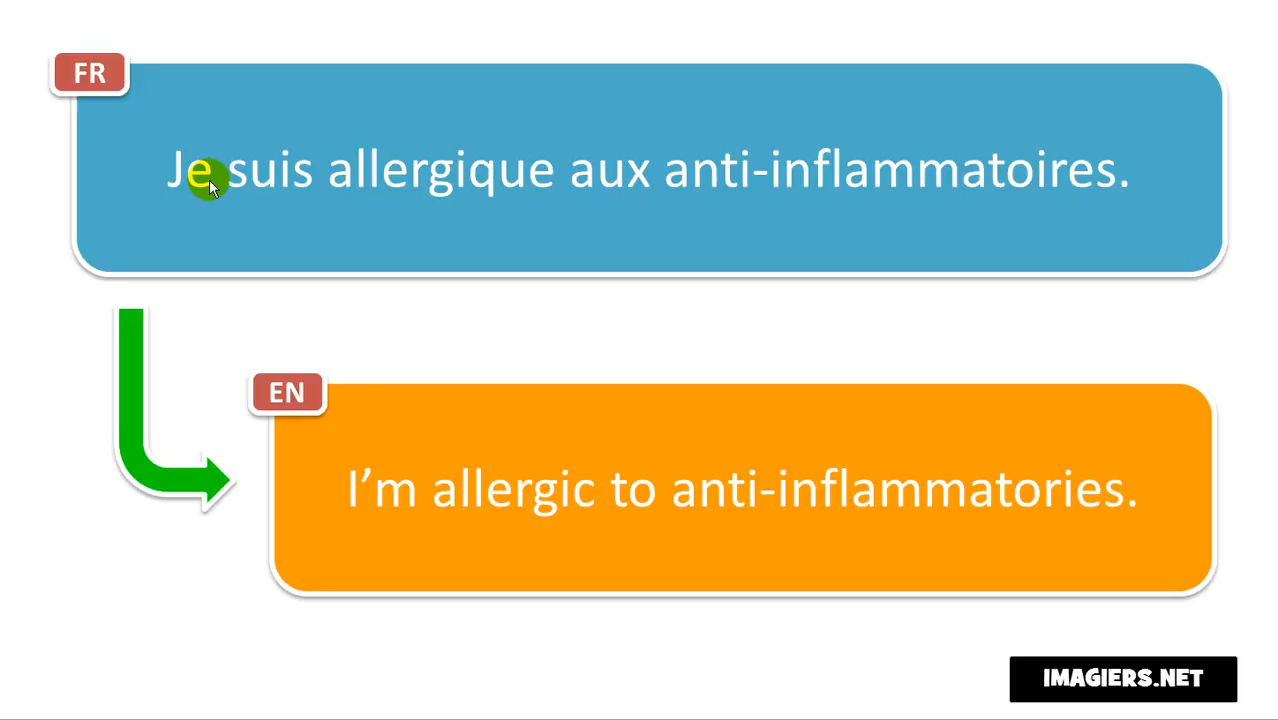 FR
Je suis allergique aux anti-inflammatoires.
EN
I’m allergic to anti-inflammatories.
IMAGIERS.NET